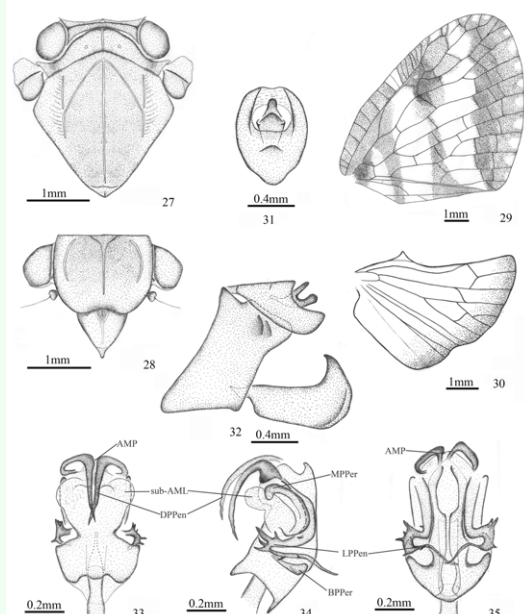 1mm
27
0.4mm
31
1mm
29
1mm
28
32
0.4mm
1mm
30
AMP
sub-AML
DPPen
MPPer
LPPen
BPPer
AMP
0.2mm
33
0.2mm
34
0.2mm
35